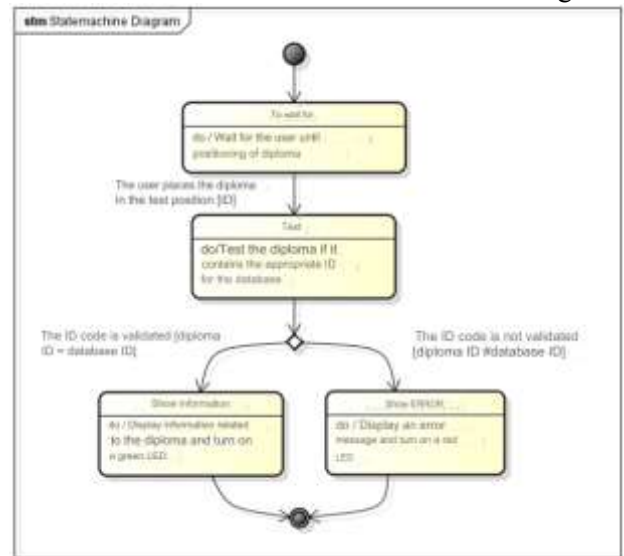 stm Statemachine Diagram
To wait for
do / Wait for the user until
positioning of diploma
The user places the diploma
In the test position [ID]
Test
do/Test the diploma if it
contains the appropriate ID
for the database
The ID code is validated [diploma
ID = database ID]
The ID code is not validated
[diploma ID #database ID]
Show information
do / Display information related
to the diploma and turn on
a green LED
Show ERROR
do / Display an error
message and turn on a red
LED